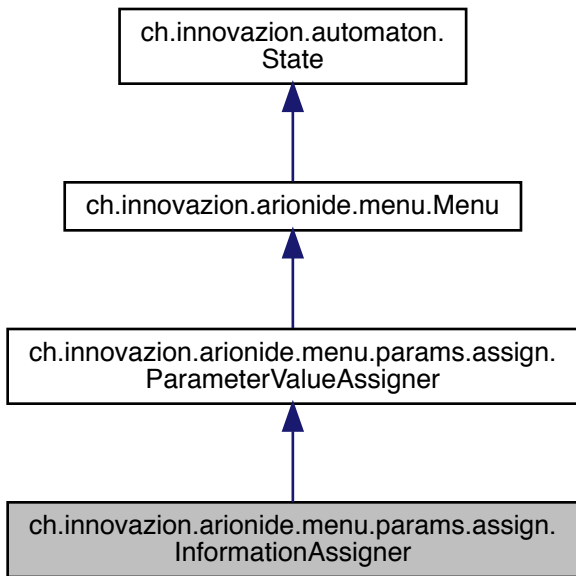 ch.innovazion.automaton.
State
ch.innovazion.arionide.menu.Menu
ch.innovazion.arionide.menu.params.assign.
ParameterValueAssigner
ch.innovazion.arionide.menu.params.assign.
InformationAssigner